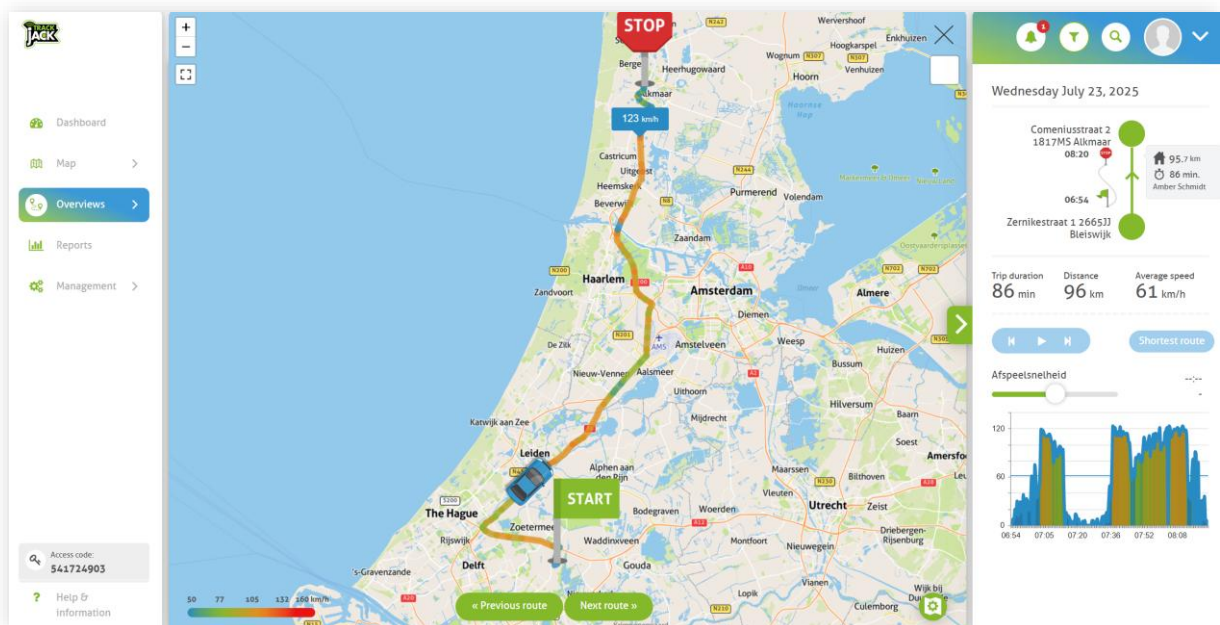 TRACK
JACK
Dashboard
Map
Overviews
Reports
Management
Access code:
541724903
Help &
information
+
−
STOP
123 km/h
START
Wervershoof
Enkhuizen
Wognum
Hoogkarspel
Venhuizen
Hoorn
Heerhugowaard
Berge
Alkmaar
Castricum
Uitgeest
Heemskerk
Beverwijk
Purmerend
Volendam
Zaandam
Haarlem
Zandvoort
Amsterdam
Almere
Diemen
Weesp
De Zilk
AMS
Amstelveen
Huizen
Nieuw-Vennep
Aalsmeer
Bussum
Uithoorn
Hilversum
Mijdrecht
Baarn
Katwijk aan Zee
Soest
Leiden
Amersfoo
Alphen aan
den Rijn
Maarssen
Bilthoven
Vleuten
The Hague
Zoetermeer
Bodegraven
Woerden
Utrecht
Zeist
Rijswijk
Waddinxveen
Montfoort
Nieuwegein
Driebergen-
Rijsenburg
Delft
Gouda
's-Gravenzande
Vianen
Wijk bij
Lopik
Culemborg
50 77 105 132 160 km/h
« Previous route
Next route »
1
Wednesday July 23, 2025
Comeniusstraat 2
1817MS Alkmaar
08:20
95.7 km
86 min.
Amber Schmidt
06:54
Zernikestraat 1 2665JJ
Bleiswijk
Trip duration Distance Average speed
86 min 96 km 61 km/h
Shortest route
Afspeelsnelheid --:--
-
120
60
0
06:54 07:05 07:20 07:36 07:52 08:08